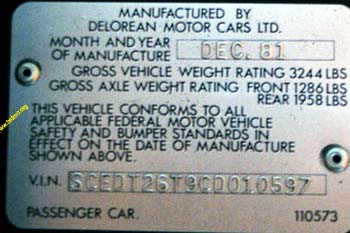 MANUFACTURED BY
DELOREAN MOTOR CARS LTD.
MONTH AND YEAR
OF MANUFACTURE DEC. 81
GROSS VEHICLE WEIGHT RATING 3244 LBS
GROSS AXLE WEIGHT RATING FRONT 1286 LBS
REAR 1958 LBS
THIS VEHICLE CONFORMS TO ALL
APPLICABLE FEDERAL MOTOR VEHICLE
SAFETY AND BUMPER STANDARDS IN
EFFECT ON THE DATE OF MANUFACTURE
SHOWN ABOVE.
V.I.N. SCEDT26T9CD010597
PASSENGER CAR. 110573